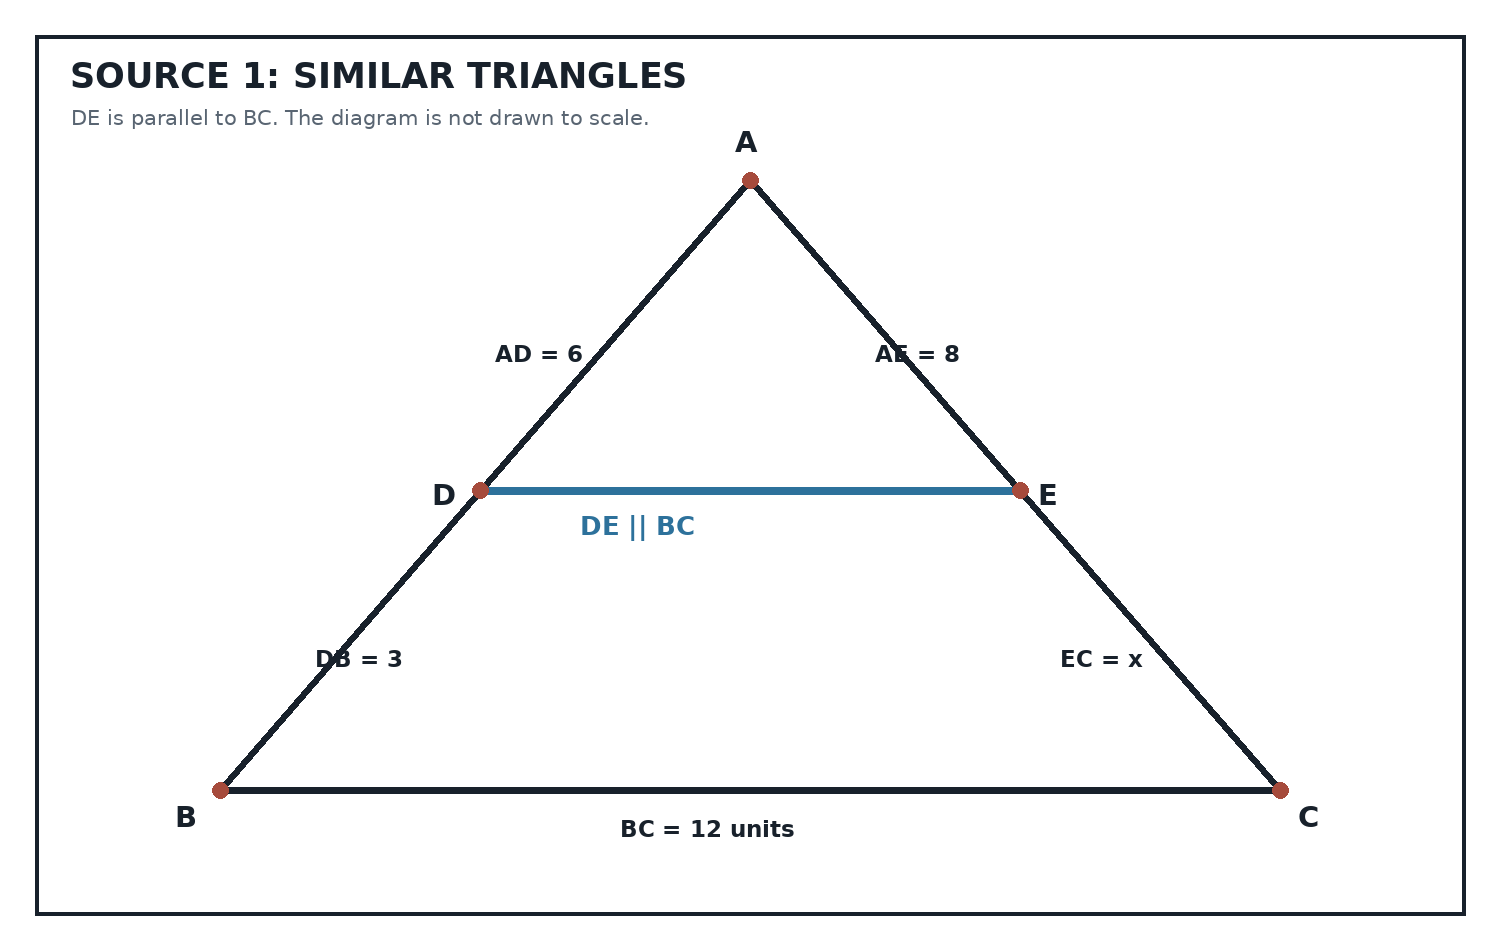 SOURCE 1: SIMILAR TRIANGLES
DE is parallel to BC. The diagram is not drawn to scale.
A
AD = 6
AE = 8
D
E
DE || BC
DB = 3
EC = x
B
C
BC = 12 units